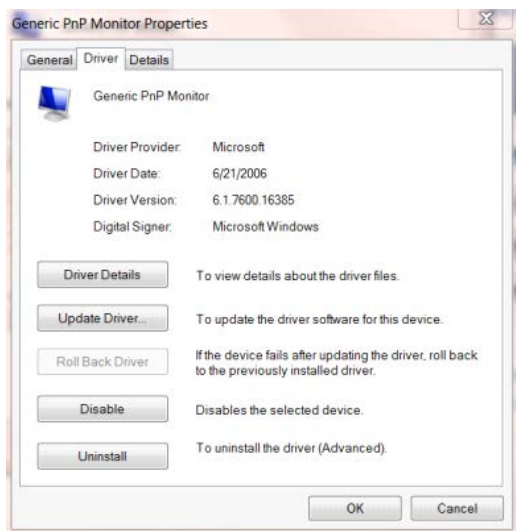 Generic PnP Monitor Properties
General Driver Details
Generic PnP Monitor
Driver Provider: Microsoft
Driver Date: 6/21/2006
Driver Version: 6.1.7600.16385
Digital Signer: Microsoft Windows
Driver Details To view details about the driver files.
Update Driver... To update the driver software for this device.
Roll Back Driver If the device fails after updating the driver, roll back
to the previously installed driver.
Disable Disables the selected device.
Uninstall To uninstall the driver (Advanced).
OK Cancel